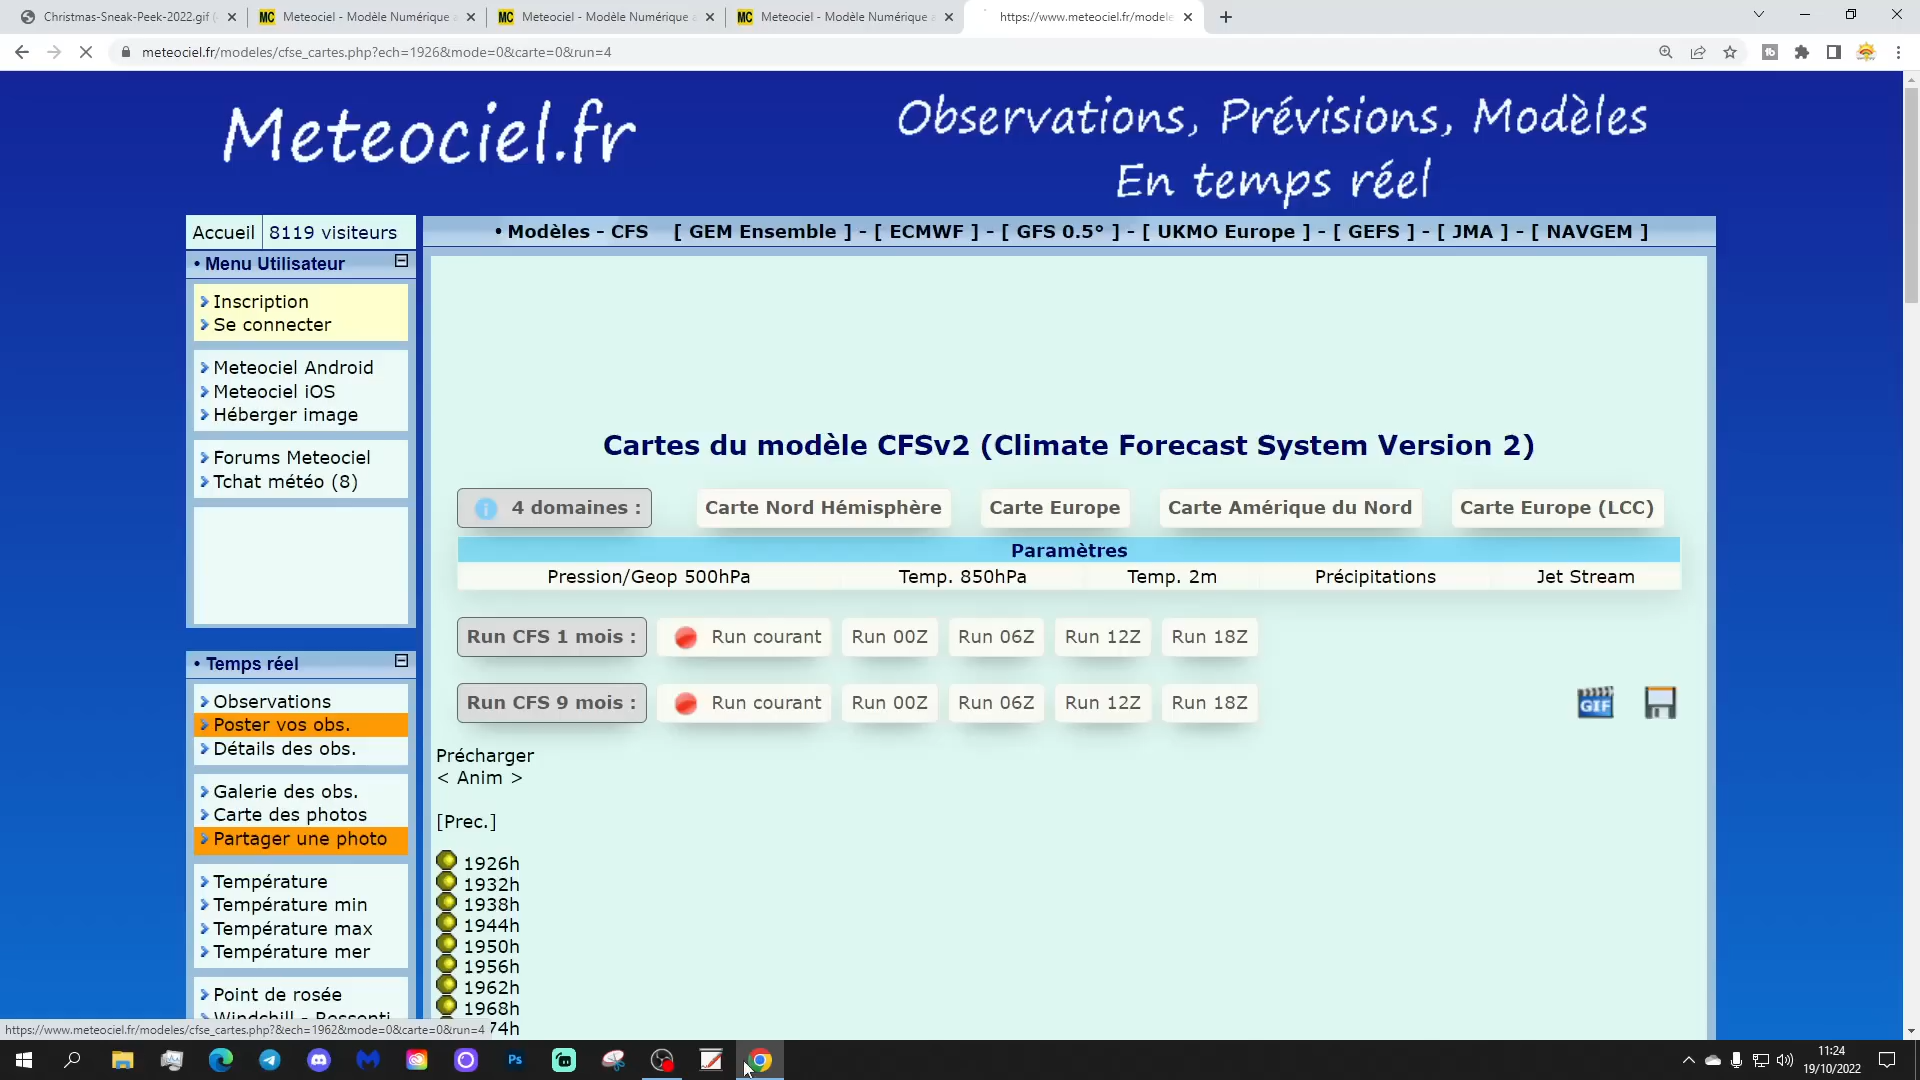 Christmas-Sneak-Peek-2022.gif (
Meteociel - Modèle Numérique a
Meteociel - Modèle Numérique a
Meteociel - Modèle Numérique a
https://www.meteociel.fr/modele
meteociel.fr/modeles/cfse_cartes.php?ech=1926&mode=0&carte=0&run=4
Meteociel.fr
Observations, Prévisions, Modèles
En temps réel
Accueil
8119 visiteurs
• Menu Utilisateur
Inscription
Se connecter
Meteociel Android
Meteociel iOS
Héberger image
Forums Meteociel
Tchat météo (8)
• Temps réel
Observations
Poster vos obs.
Détails des obs.
Galerie des obs.
Carte des photos
Partager une photo
Température
Température min
Température max
Température mer
Point de rosée
• Modèles - CFS [ GEM Ensemble ] - [ ECMWF ] - [ GFS 0.5° ] - [ UKMO Europe ] - [ GEFS ] - [ JMA ] - [ NAVGEM ]
Cartes du modèle CFSv2 (Climate Forecast System Version 2)
4 domaines :
Carte Nord Hémisphère
Carte Europe
Carte Amérique du Nord
Carte Europe (LCC)
Paramètres
Pression/Geop 500hPa
Temp. 850hPa
Temp. 2m
Précipitations
Jet Stream
Run CFS 1 mois :
Run courant
Run 00Z
Run 06Z
Run 12Z
Run 18Z
Run CFS 9 mois :
Run courant
Run 00Z
Run 06Z
Run 12Z
Run 18Z
GIF
Précharger
< Anim >
[Prec.]
1926h
1932h
1938h
1944h
1950h
1956h
1962h
1968h
74h
https://www.meteociel.fr/modeles/cfse_cartes.php?&ech=1962&mode=0&carte=0&run=4
Ps
11:24
19/10/2022